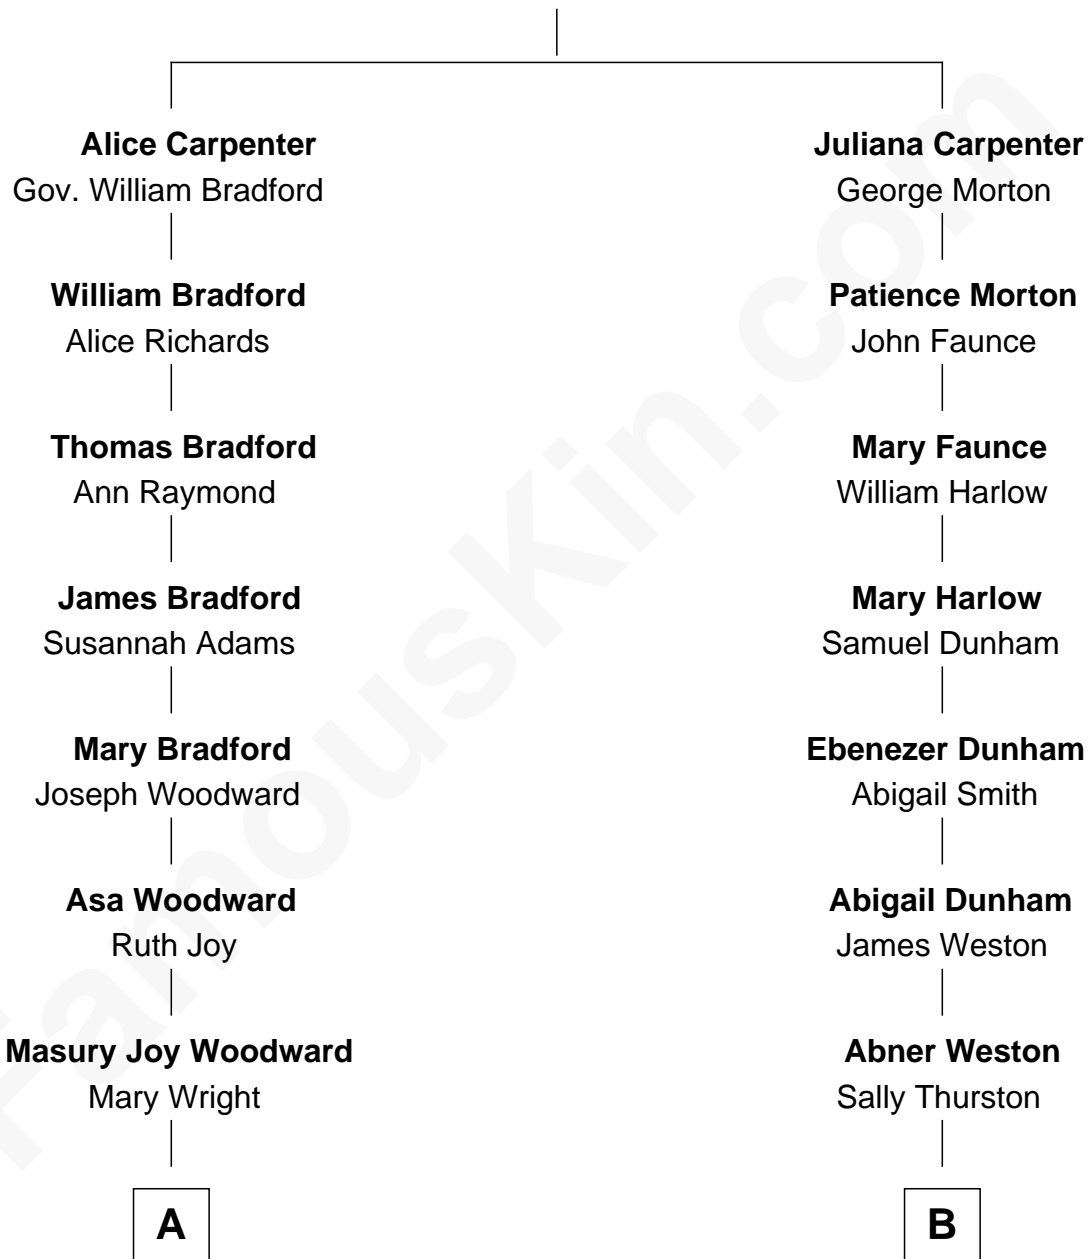 Alice Carpenter
Gov. William Bradford
William Bradford
Alice Richards
Thomas Bradford
Ann Raymond
James Bradford
Susannah Adams
Mary Bradford
Joseph Woodward
Asa Woodward
Ruth Joy
Masury Joy Woodward
Mary Wright
A
Juliana Carpenter
George Morton
Patience Morton
John Faunce
Mary Faunce
William Harlow
Mary Harlow
Samuel Dunham
Ebenezer Dunham
Abigail Smith
Abigail Dunham
James Weston
Abner Weston
Sally Thurston
B
FamousKin.com